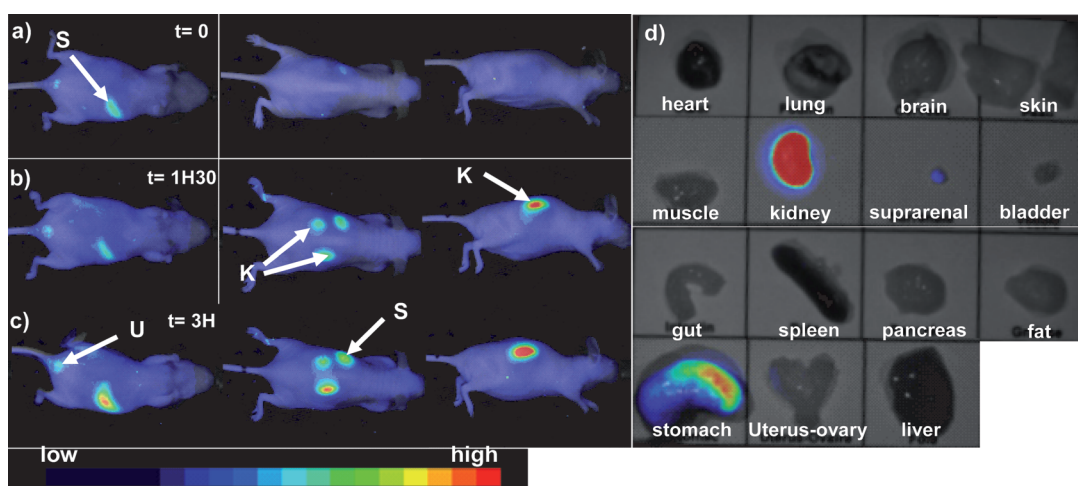 a)
S
t= 0
b)
t= 1H30
K
K
c)
U
t= 3H
S
low
high
d)
heart
lung
brain
skin
muscle
kidney
suprarenal
bladder
gut
spleen
pancreas
fat
stomach
Uterus-ovary
liver